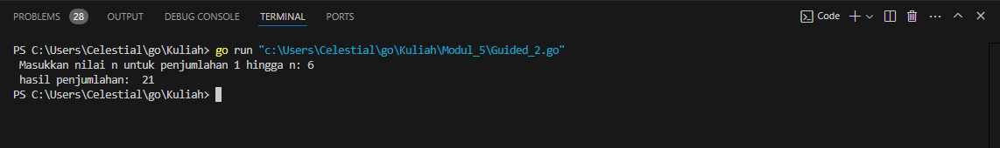 PROBLEMS 28 OUTPUT DEBUG CONSOLE TERMINAL PORTS Code
PS C:\Users\Celestial\go\Kuliah> go run "c:\Users\Celestial\go\Kuliah\Modul_5\Guided_2.go"
Masukkan nilai n untuk penjumlahan 1 hingga n: 6
hasil penjumlahan:  21
PS C:\Users\Celestial\go\Kuliah>